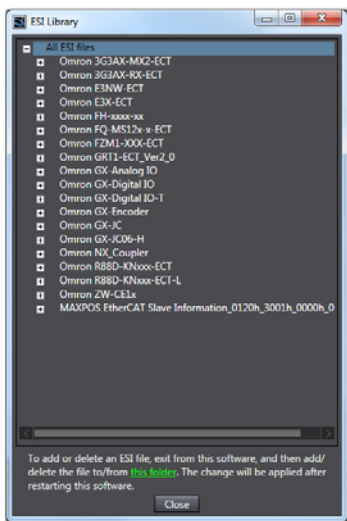 ESI Library
All ESI files
Omron 3G3AX-MX2-ECT
Omron 3G3AX-RX-ECT
Omron E3NW-ECT
Omron E3X-ECT
Omron FH-xxxx-xx
Omron FQ-MS12x-x-ECT
Omron FZM1-XXX-ECT
Omron GRT1-ECT_Ver2_0
Omron GX-Analog IO
Omron GX-Digital IO
Omron GX-Digital IO-T
Omron GX-Encoder
Omron GX-JC
Omron GX-JC06-H
Omron NX_Coupler
Omron R88D-KNxxx-ECT
Omron R88D-KNxxx-ECT-L
Omron ZW-CE1x
MAXPOS EtherCAT Slave Information_0120h_3001h_0000h_0
To add or delete an ESI file, exit from this software, and then add/
delete the file to/from this folder. The change will be applied after
restarting this software.
Close